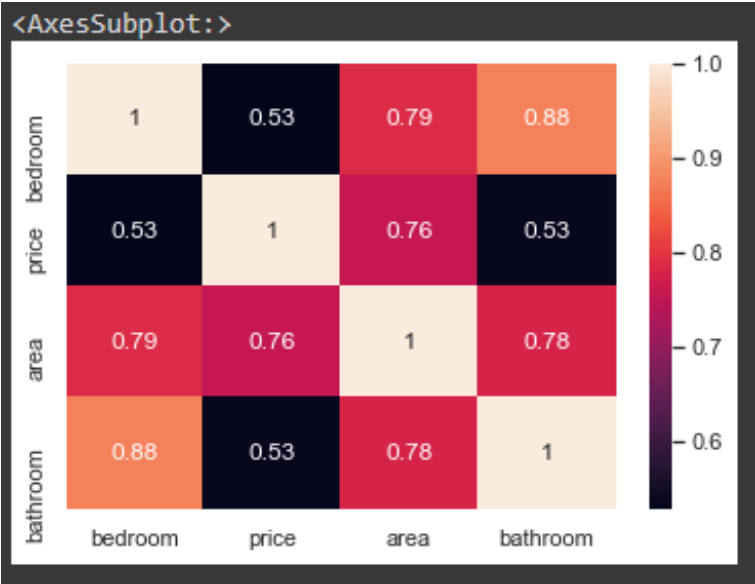 <AxesSubplot:>
bedroom 1 0.53 0.79 0.88
price 0.53 1 0.76 0.53
area 0.79 0.76 1 0.78
bathroom 0.88 0.53 0.78 1
bedroom price area bathroom
1.0
0.9
0.8
0.7
0.6